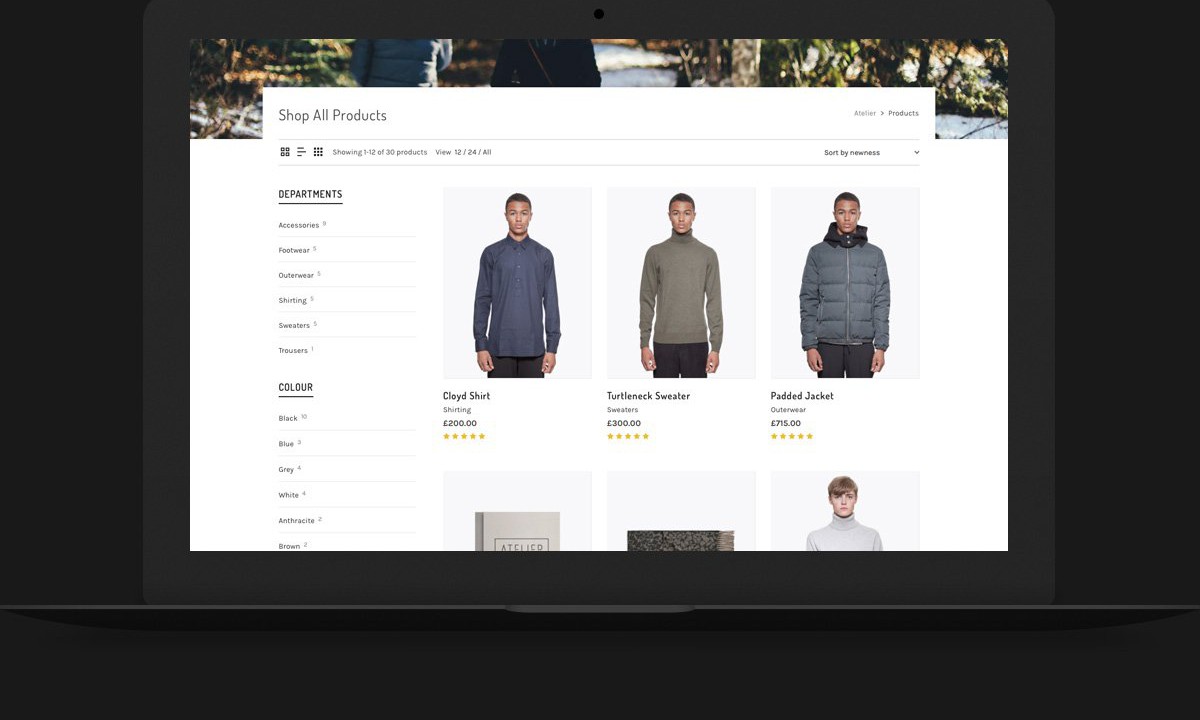 Shop All Products
Atelier > Products
Showing 1-12 of 30 products View 12 / 24 / All
Sort by newness
DEPARTMENTS
Accessories 9
Footwear 5
Outerwear 5
Shirting 5
Sweaters 5
Trousers 1
COLOUR
Black 10
Blue 3
Grey 4
White 4
Anthracite 2
Brown 2
Cloyd Shirt
Shirting
£200.00
Turtleneck Sweater
Sweaters
£300.00
Padded Jacket
Outerwear
£715.00
ATELIER